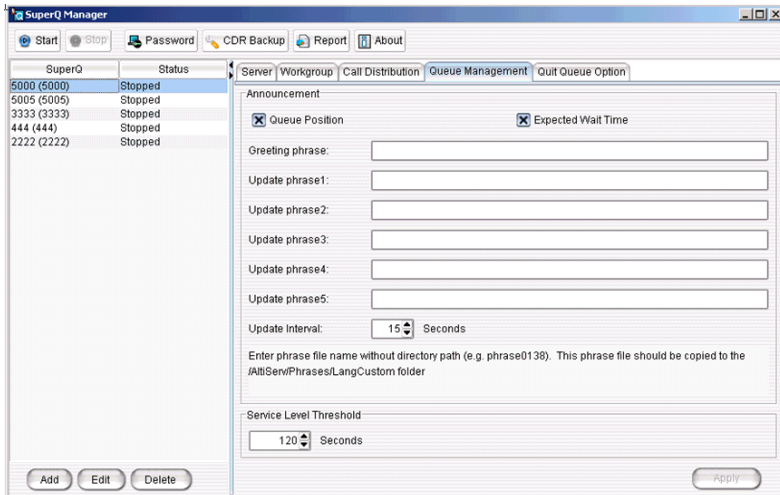 SuperQ Manager
Start Stop Password CDR Backup Report About
SuperQ Status
5000 (5000) Stopped
5005 (5005) Stopped
3333 (3333) Stopped
444 (444) Stopped
2222 (2222) Stopped
Add Edit Delete
Server Workgroup Call Distribution Queue Management Quit Queue Option
Announcement
Queue Position Expected Wait Time
Greeting phrase:
Update phrase1:
Update phrase2:
Update phrase3:
Update phrase4:
Update phrase5:
Update Interval: 15 Seconds
Enter phrase file name without directory path (e.g. phrase0138). This phrase file should be copied to the
/AltiServ/Phrases/LangCustom folder
Service Level Threshold
120 Seconds
Apply